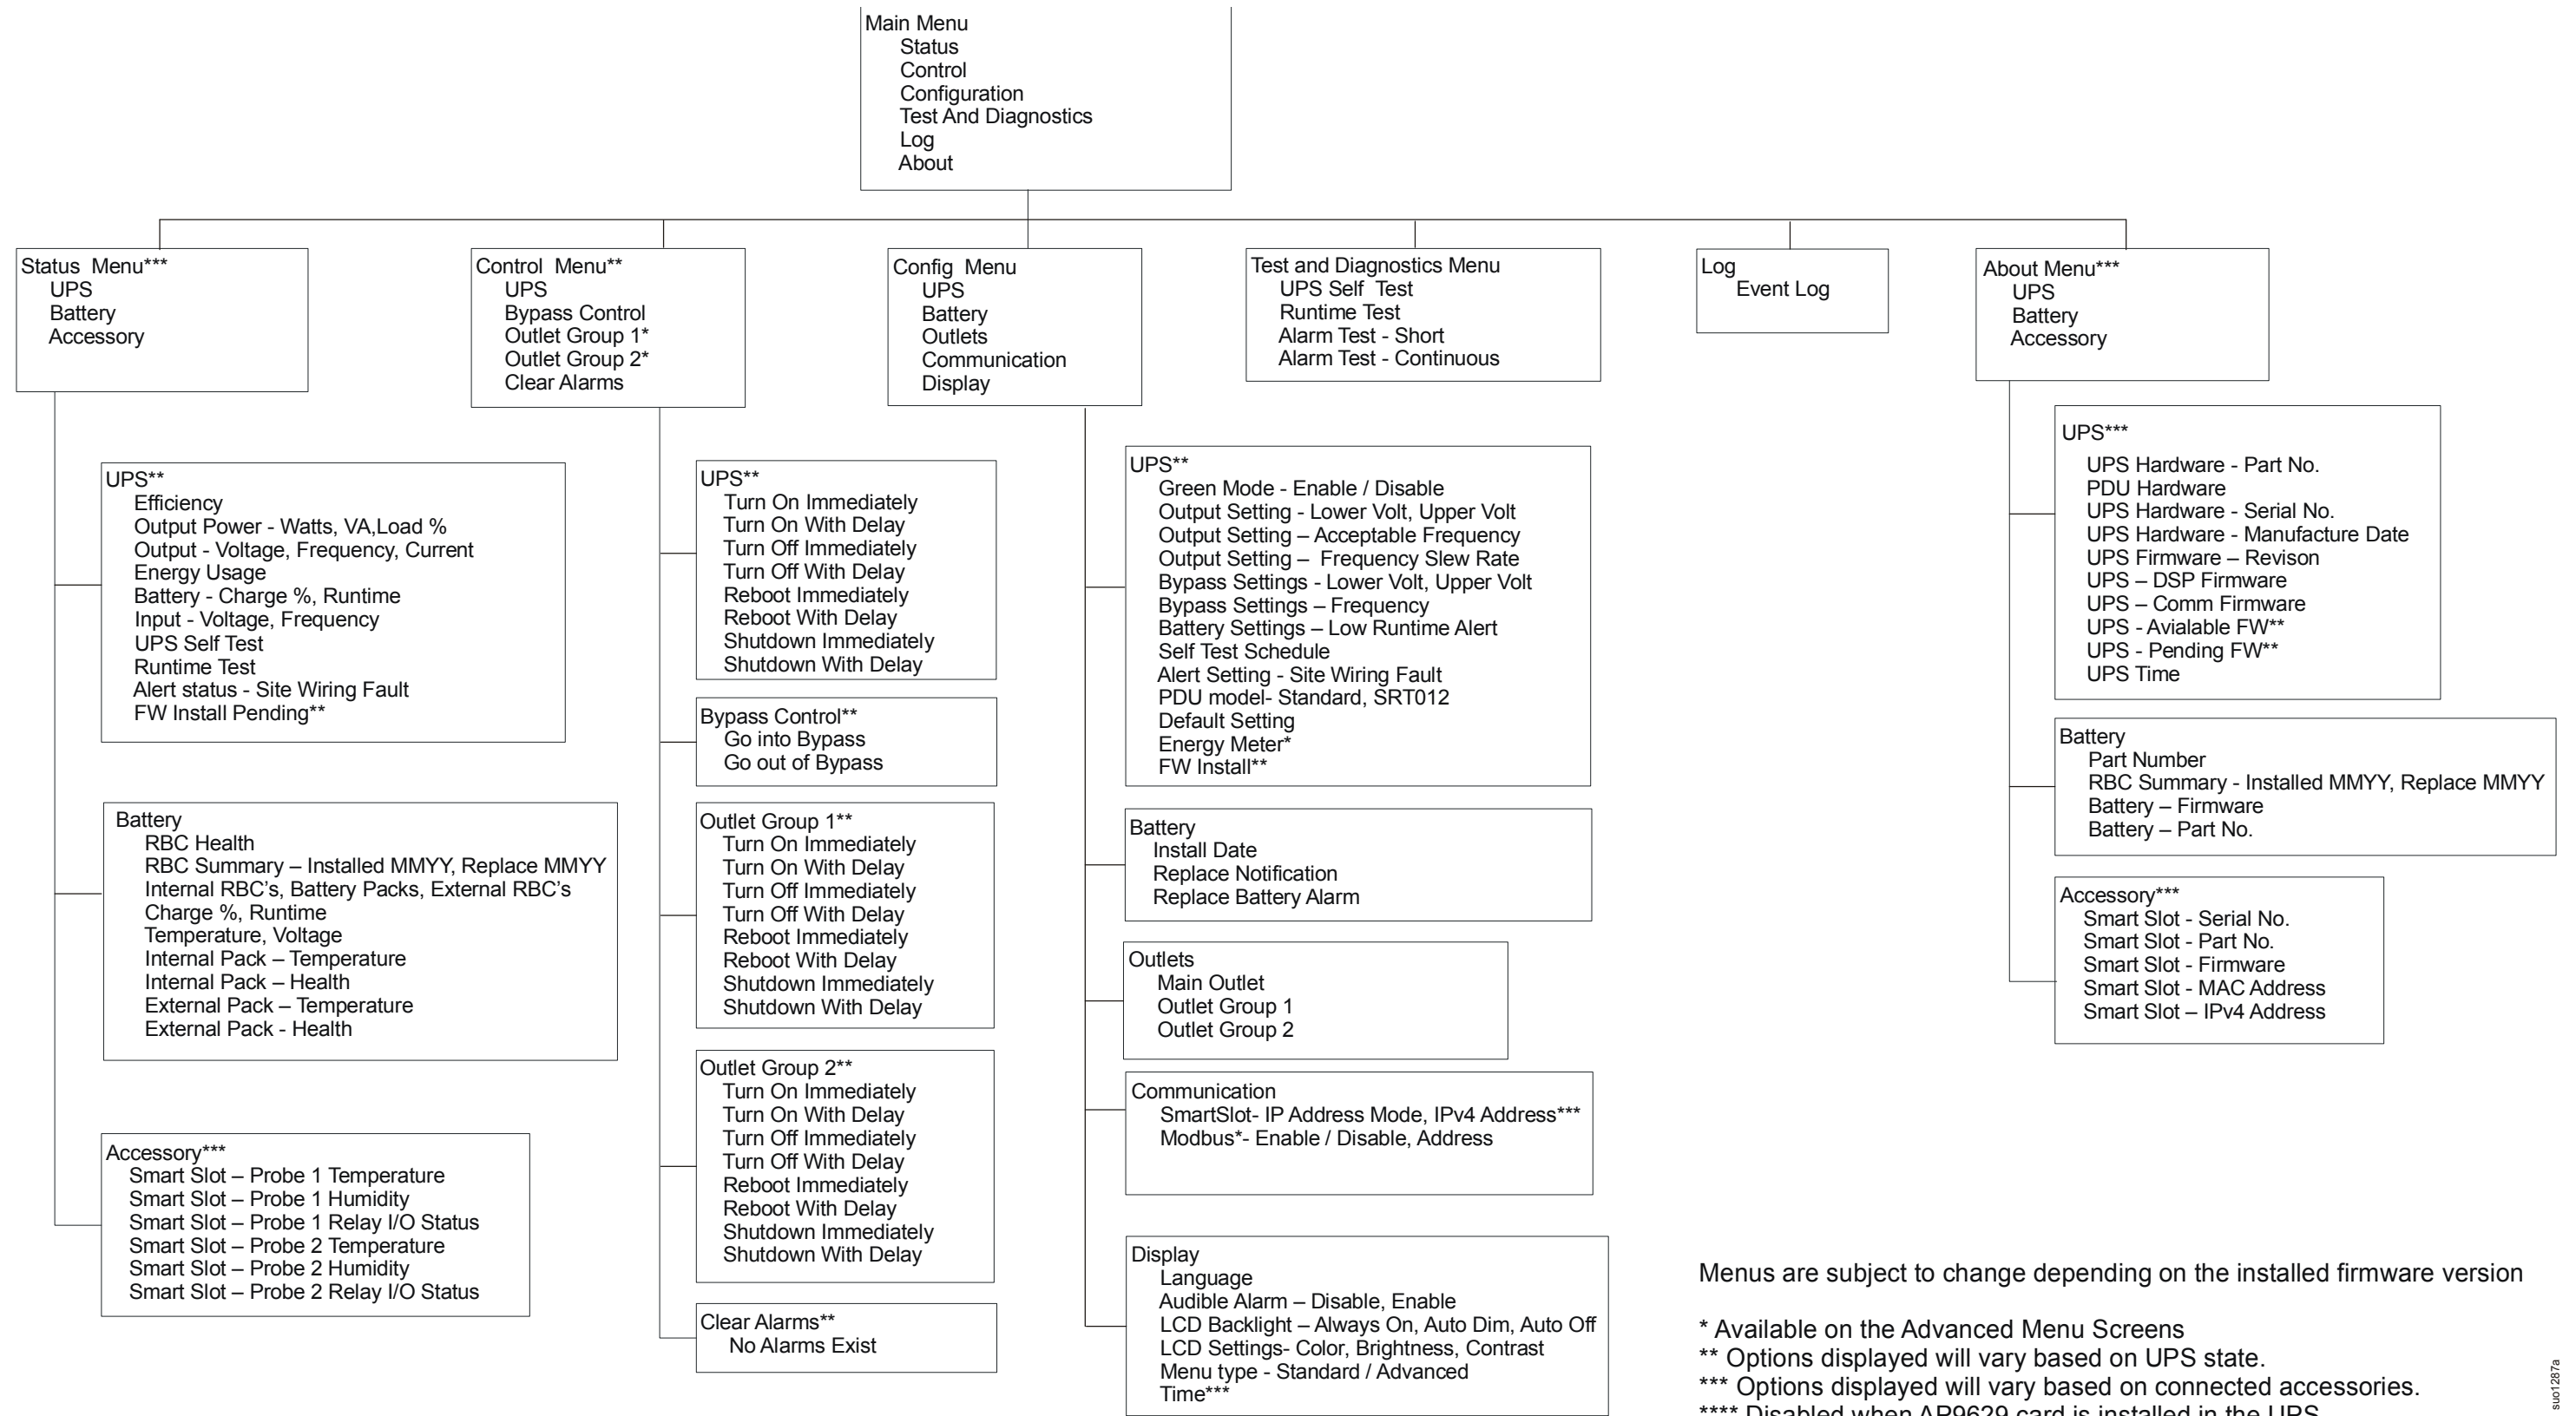 Main Menu
Status
Control
Configuration
Test And Diagnostics
Log
About
Status Menu***
UPS
Battery
Accessory
UPS**
Efficiency
Output Power - Watts, VA,Load %
Output - Voltage, Frequency, Current
Energy Usage
Battery - Charge %, Runtime
Input - Voltage, Frequency
UPS Self Test
Runtime Test
Alert status - Site Wiring Fault
FW Install Pending**
Battery
RBC Health
RBC Summary – Installed MMYY, Replace MMYY
Internal RBC's, Battery Packs, External RBC's
Charge %, Runtime
Temperature, Voltage
Internal Pack – Temperature
Internal Pack – Health
External Pack – Temperature
External Pack - Health
Accessory***
Smart Slot – Probe 1 Temperature
Smart Slot – Probe 1 Humidity
Smart Slot – Probe 1 Relay I/O Status
Smart Slot – Probe 2 Temperature
Smart Slot – Probe 2 Humidity
Smart Slot – Probe 2 Relay I/O Status
Control Menu**
UPS
Bypass Control
Outlet Group 1*
Outlet Group 2*
Clear Alarms
UPS**
Turn On Immediately
Turn On With Delay
Turn Off Immediately
Turn Off With Delay
Reboot Immediately
Reboot With Delay
Shutdown Immediately
Shutdown With Delay
Bypass Control**
Go into Bypass
Go out of Bypass
Outlet Group 1**
Turn On Immediately
Turn On With Delay
Turn Off Immediately
Turn Off With Delay
Reboot Immediately
Reboot With Delay
Shutdown Immediately
Shutdown With Delay
Outlet Group 2**
Turn On Immediately
Turn On With Delay
Turn Off Immediately
Turn Off With Delay
Reboot Immediately
Reboot With Delay
Shutdown Immediately
Shutdown With Delay
Clear Alarms**
No Alarms Exist
Config Menu
UPS
Battery
Outlets
Communication
Display
UPS**
Green Mode - Enable / Disable
Output Setting - Lower Volt, Upper Volt
Output Setting – Acceptable Frequency
Output Setting – Frequency Slew Rate
Bypass Settings - Lower Volt, Upper Volt
Bypass Settings – Frequency
Battery Settings – Low Runtime Alert
Self Test Schedule
Alert Setting - Site Wiring Fault
PDU model- Standard, SRT012
Default Setting
Energy Meter*
FW Install**
Battery
Install Date
Replace Notification
Replace Battery Alarm
Outlets
Main Outlet
Outlet Group 1
Outlet Group 2
Communication
SmartSlot- IP Address Mode, IPv4 Address***
Modbus*- Enable / Disable, Address
Display
Language
Audible Alarm – Disable, Enable
LCD Backlight – Always On, Auto Dim, Auto Off
LCD Settings- Color, Brightness, Contrast
Menu type - Standard / Advanced
Time***
Test and Diagnostics Menu
UPS Self Test
Runtime Test
Alarm Test - Short
Alarm Test - Continuous
Log
Event Log
About Menu***
UPS
Battery
Accessory
UPS***
UPS Hardware - Part No.
PDU Hardware
UPS Hardware - Serial No.
UPS Hardware - Manufacture Date
UPS Firmware – Revison
UPS – DSP Firmware
UPS – Comm Firmware
UPS - Avialable FW**
UPS - Pending FW**
UPS Time
Battery
Part Number
RBC Summary - Installed MMYY, Replace MMYY
Battery – Firmware
Battery – Part No.
Accessory***
Smart Slot - Serial No.
Smart Slot - Part No.
Smart Slot - Firmware
Smart Slot - MAC Address
Smart Slot – IPv4 Address
Menus are subject to change depending on the installed firmware version
* Available on the Advanced Menu Screens
** Options displayed will vary based on UPS state.
*** Options displayed will vary based on connected accessories.
**** Disabled when AP9629 card is installed in the UPS
suo1287a